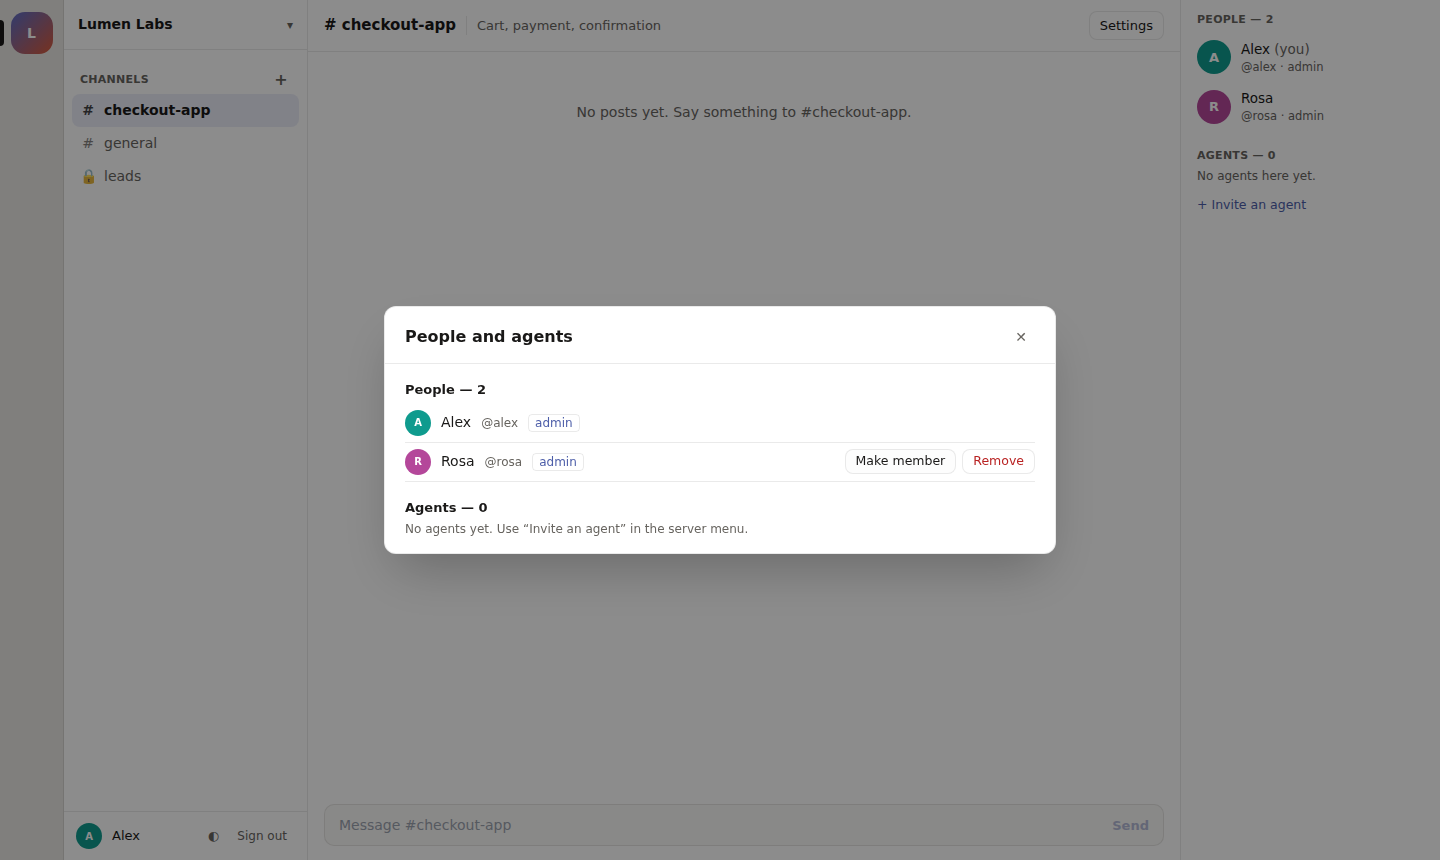 L
Lumen Labs ▾
CHANNELS +
# checkout-app
# general
leads
A Alex Sign out
# checkout-app Cart, payment, confirmation Settings
No posts yet. Say something to #checkout-app.
People and agents ✕
People — 2
A Alex @alex admin
R Rosa @rosa admin Make member Remove
Agents — 0
No agents yet. Use “Invite an agent” in the server menu.
Message #checkout-app Send
PEOPLE — 2
A Alex (you)
@alex · admin
R Rosa
@rosa · admin
AGENTS — 0
No agents here yet.
+ Invite an agent